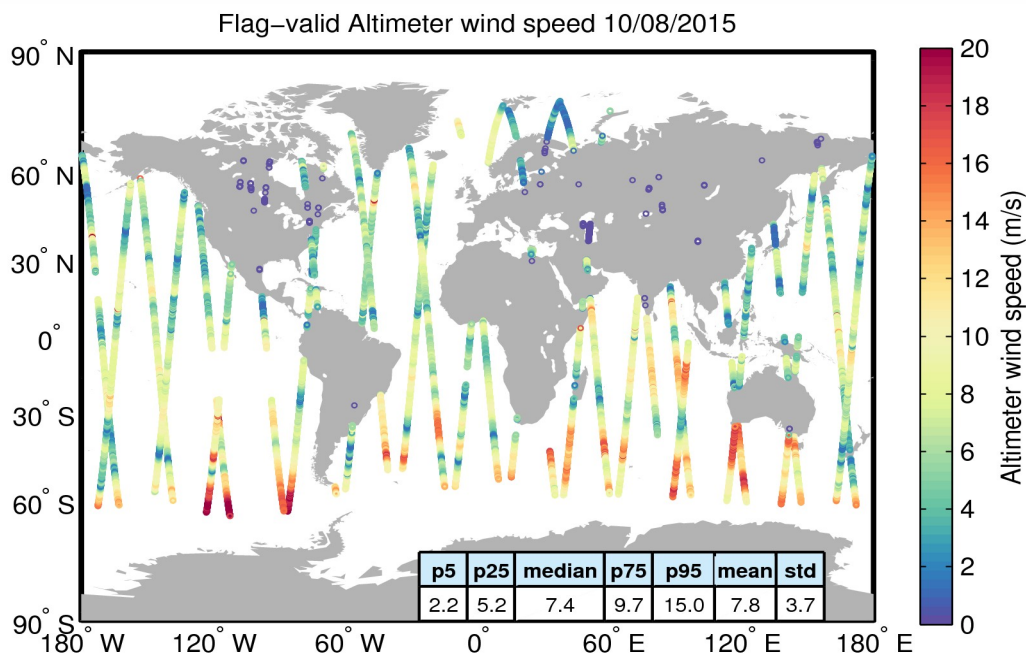 Flag−valid Altimeter wind speed 10/08/2015
90° N
60° N
30° N
0°
30° S
60° S
90° S
180° W
120° W
60° W
0°
60° E
120° E
180° E
20
18
16
14
12
10
8
6
4
2
0
Altimeter wind speed (m/s)
p5 p25 median p75 p95 mean std
2.2 5.2 7.4 9.7 15.0 7.8 3.7